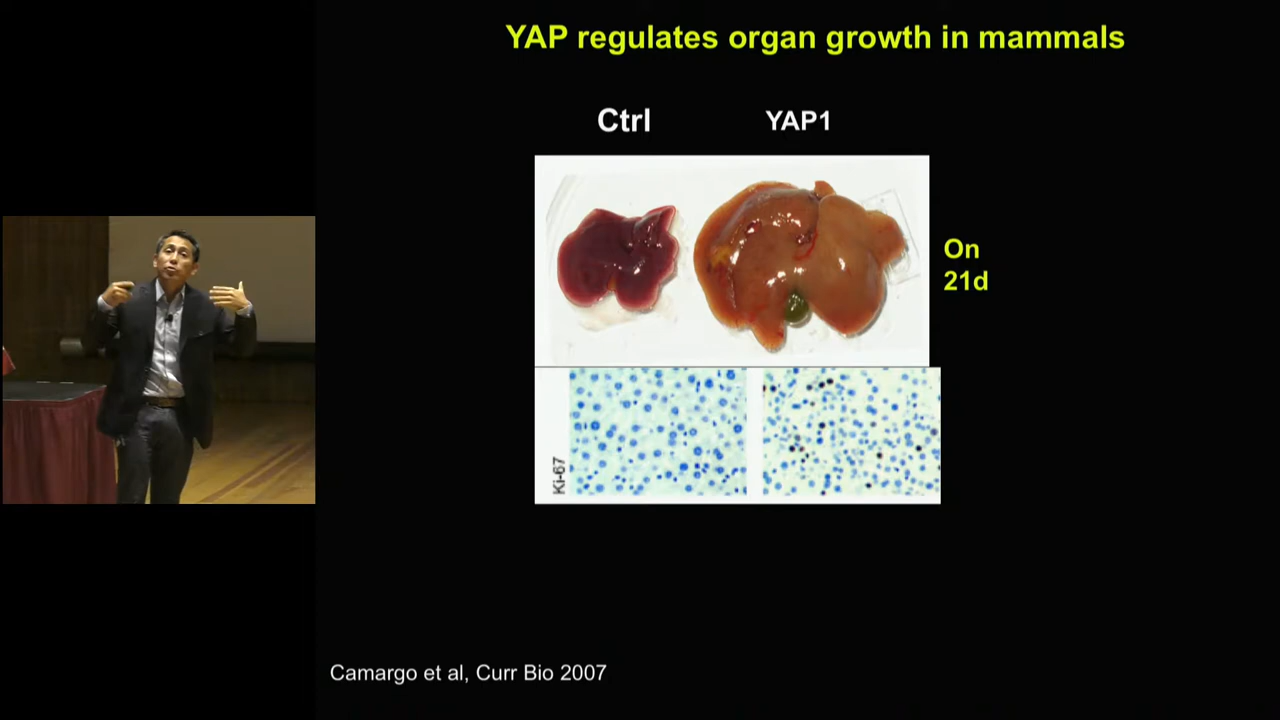 YAP regulates organ growth in mammals
Ctrl
YAP1
On
21d
Ki-67
Camargo et al, Curr Bio 2007